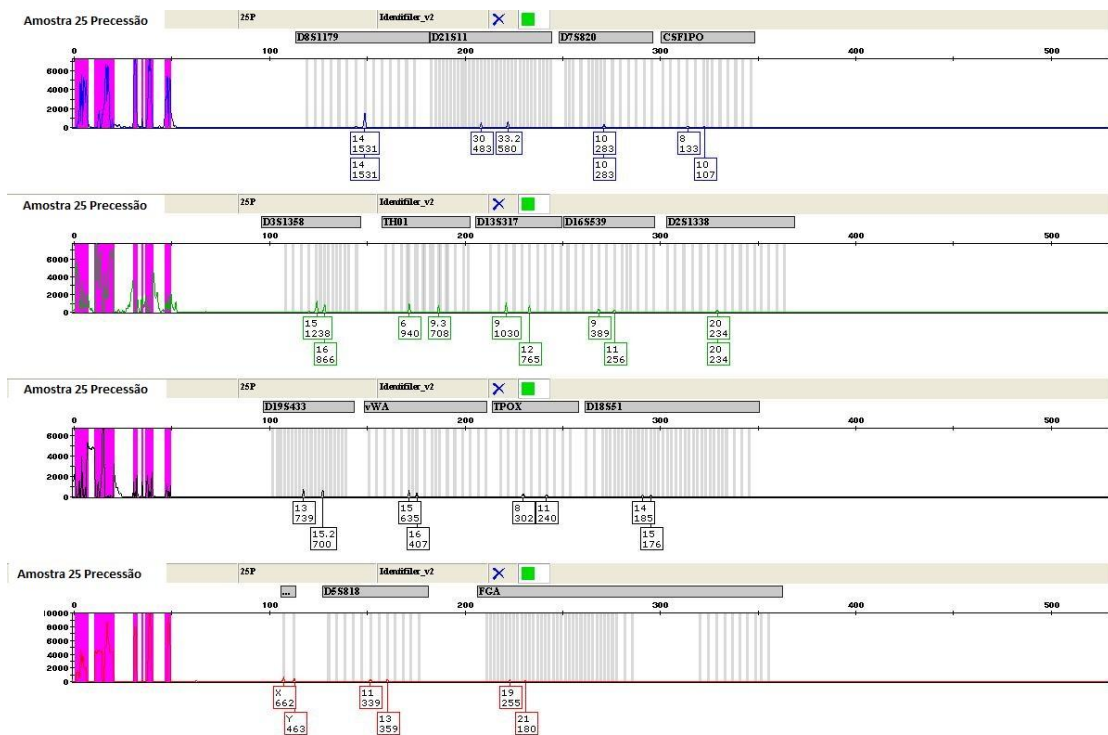 Amostra 25 Precessão 25P Identifiler_v2
D8S1179 D21S11 D7S820 CSF1PO
0 100 200 300 400 500
6000
4000
2000
0
14 30 33.2 10 8
1531 483 580 283 133
14 10 10
1531 283 107
Amostra 25 Precessão 25P Identifiler_v2
D3S1358 TH01 D13S317 D16S539 D2S1338
0 100 200 300 400 500
6000
4000
2000
0
15 6 9.3 9 9 20
1238 940 708 1030 389 234
16 12 11 20
866 765 256 234
Amostra 25 Precessão 25P Identifiler_v2
D19S433 vWA TPOX D18S51
0 100 200 300 400 500
6000
4000
2000
0
13 15 8 11 14
739 635 302 240 185
15.2 16 15
700 407 176
Amostra 25 Precessão 25P Identifiler_v2
... D5S818 FGA
0 100 200 300 400 500
10000
8000
6000
4000
2000
0
X 11 19
662 339 255
Y 13 21
463 359 180